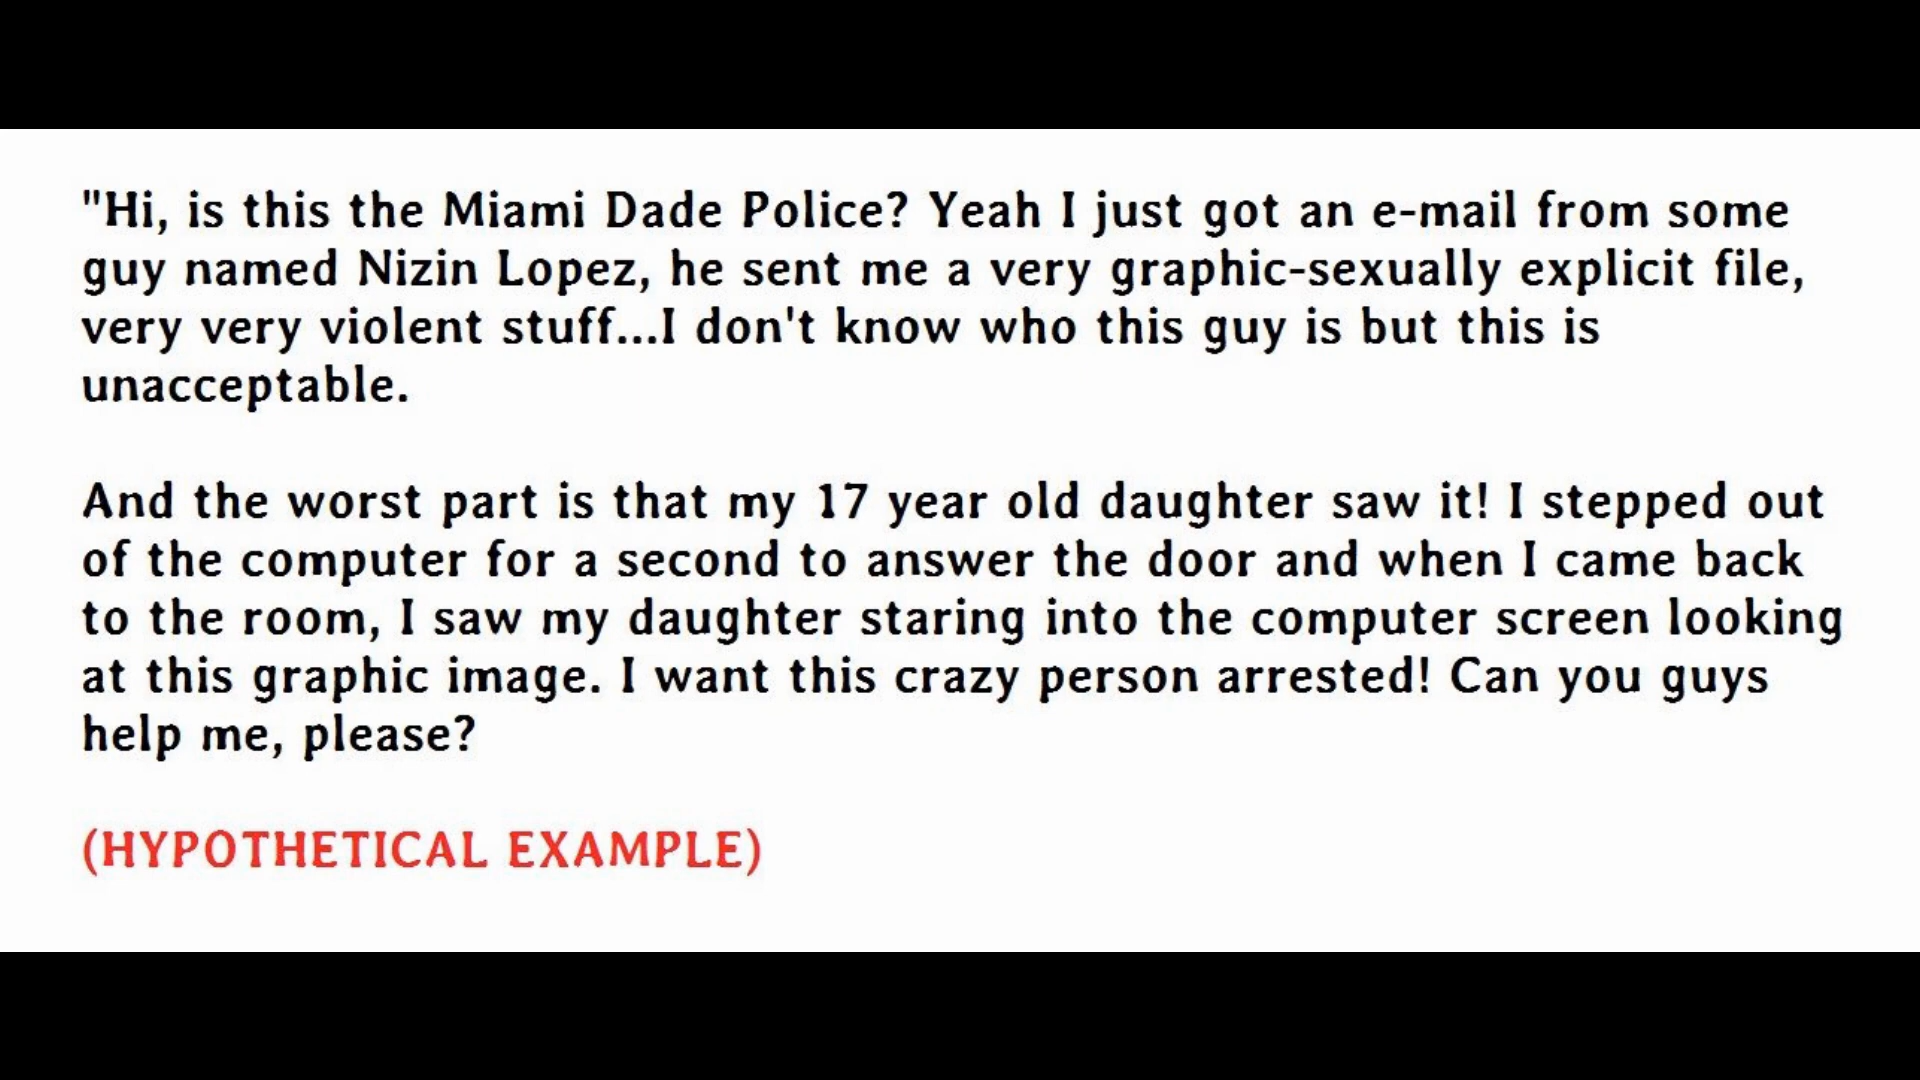 "Hi, is this the Miami Dade Police? Yeah I just got an e-mail from some
guy named Nizin Lopez, he sent me a very graphic-sexually explicit file,
very very violent stuff...I don't know who this guy is but this is
unacceptable.
And the worst part is that my 17 year old daughter saw it! I stepped out
of the computer for a second to answer the door and when I came back
to the room, I saw my daughter staring into the computer screen looking
at this graphic image. I want this crazy person arrested! Can you guys
help me, please?
(HYPOTHETICAL EXAMPLE)